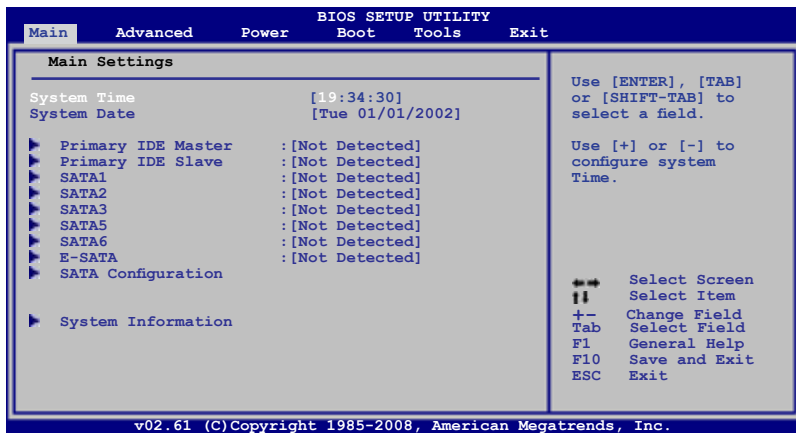 BIOS SETUP UTILITY
Main Advanced Power Boot Tools Exit
Main Settings
System Time [19:34:30]
System Date [Tue 01/01/2002]
Primary IDE Master :[Not Detected]
Primary IDE Slave :[Not Detected]
SATA1 :[Not Detected]
SATA2 :[Not Detected]
SATA3 :[Not Detected]
SATA5 :[Not Detected]
SATA6 :[Not Detected]
E-SATA :[Not Detected]
SATA Configuration
System Information
Use [ENTER], [TAB]
or [SHIFT-TAB] to
select a field.
Use [+] or [-] to
configure system
Time.
←→ Select Screen
↑↓ Select Item
+- Change Field
Tab Select Field
F1 General Help
F10 Save and Exit
ESC Exit
v02.61 (C)Copyright 1985-2008, American Megatrends, Inc.